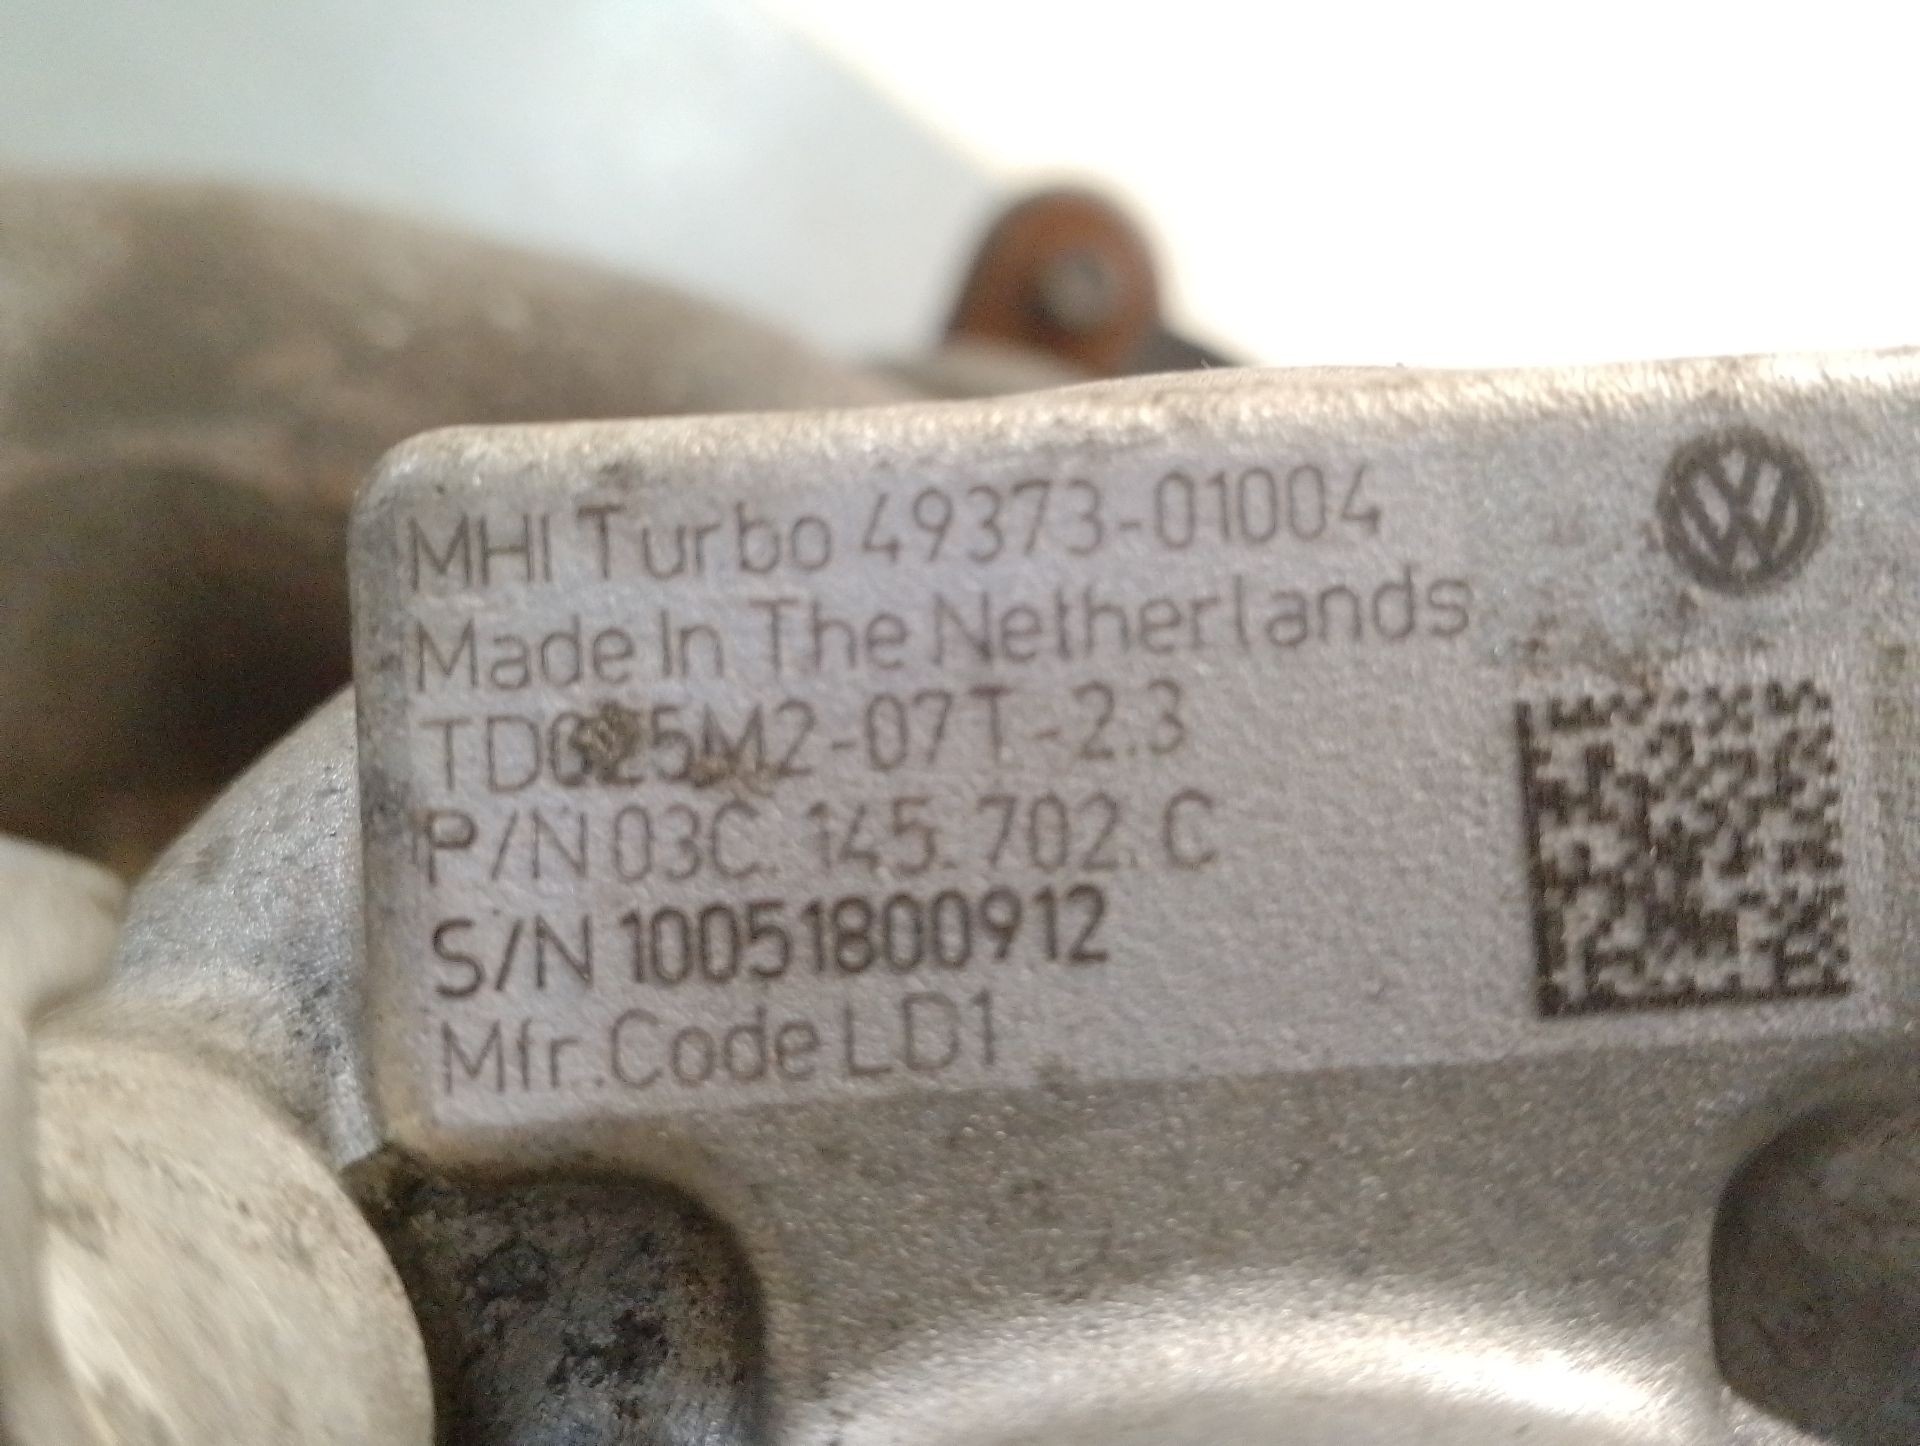 MHI Turbo 49373-01004
Made In The Netherlands
TD025M2-07T-2.3
P/N 03C.145.702.C
S/N 10051800912
Mfr.Code LD1